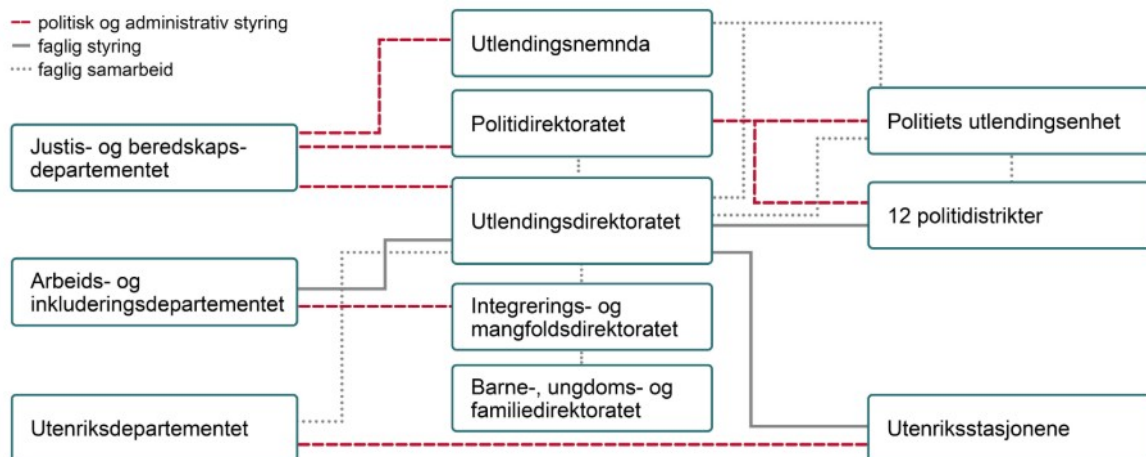 politisk og administrativ styring
faglig styring
faglig samarbeid
Justis- og beredskaps-
departementet
Arbeids- og
inkluderingsdepartementet
Utenriksdepartementet
Utlendingsnemnda
Politidirektoratet
Utlendingsdirektoratet
Integrerings- og
mangfoldsdirektoratet
Barne-, ungdoms- og
familiedirektoratet
Politiets utlendingsenhet
12 politidistrikter
Utenriksstasjonene